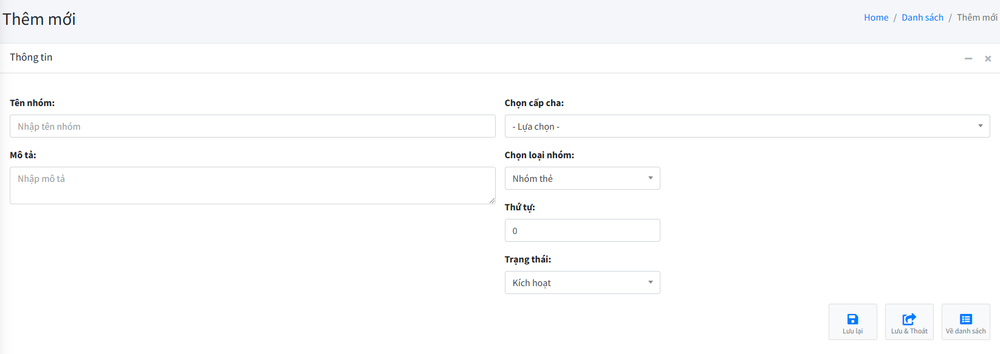 Thêm mới
Home / Danh sách / Thêm mới
Thông tin
Tên nhóm:
Nhập tên nhóm
Mô tả:
Nhập mô tả
Chọn cấp cha:
- Lựa chọn -
Chọn loại nhóm:
Nhóm thẻ
Thứ tự:
0
Trạng thái:
Kích hoạt
Lưu lại
Lưu & Thoát
Về danh sách